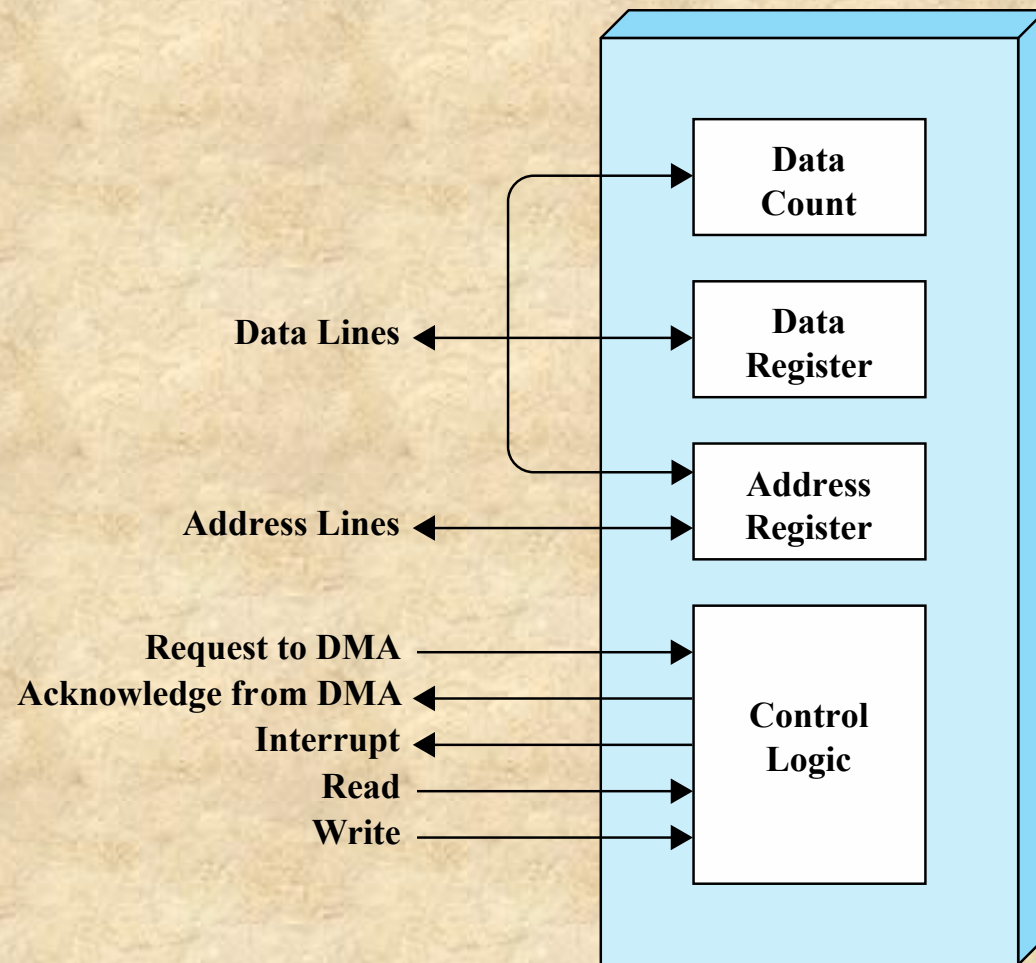 Data
Count
Data Lines
Data
Register
Address Lines
Address
Register
Request to DMA
Acknowledge from DMA
Interrupt
Read
Write
Control
Logic